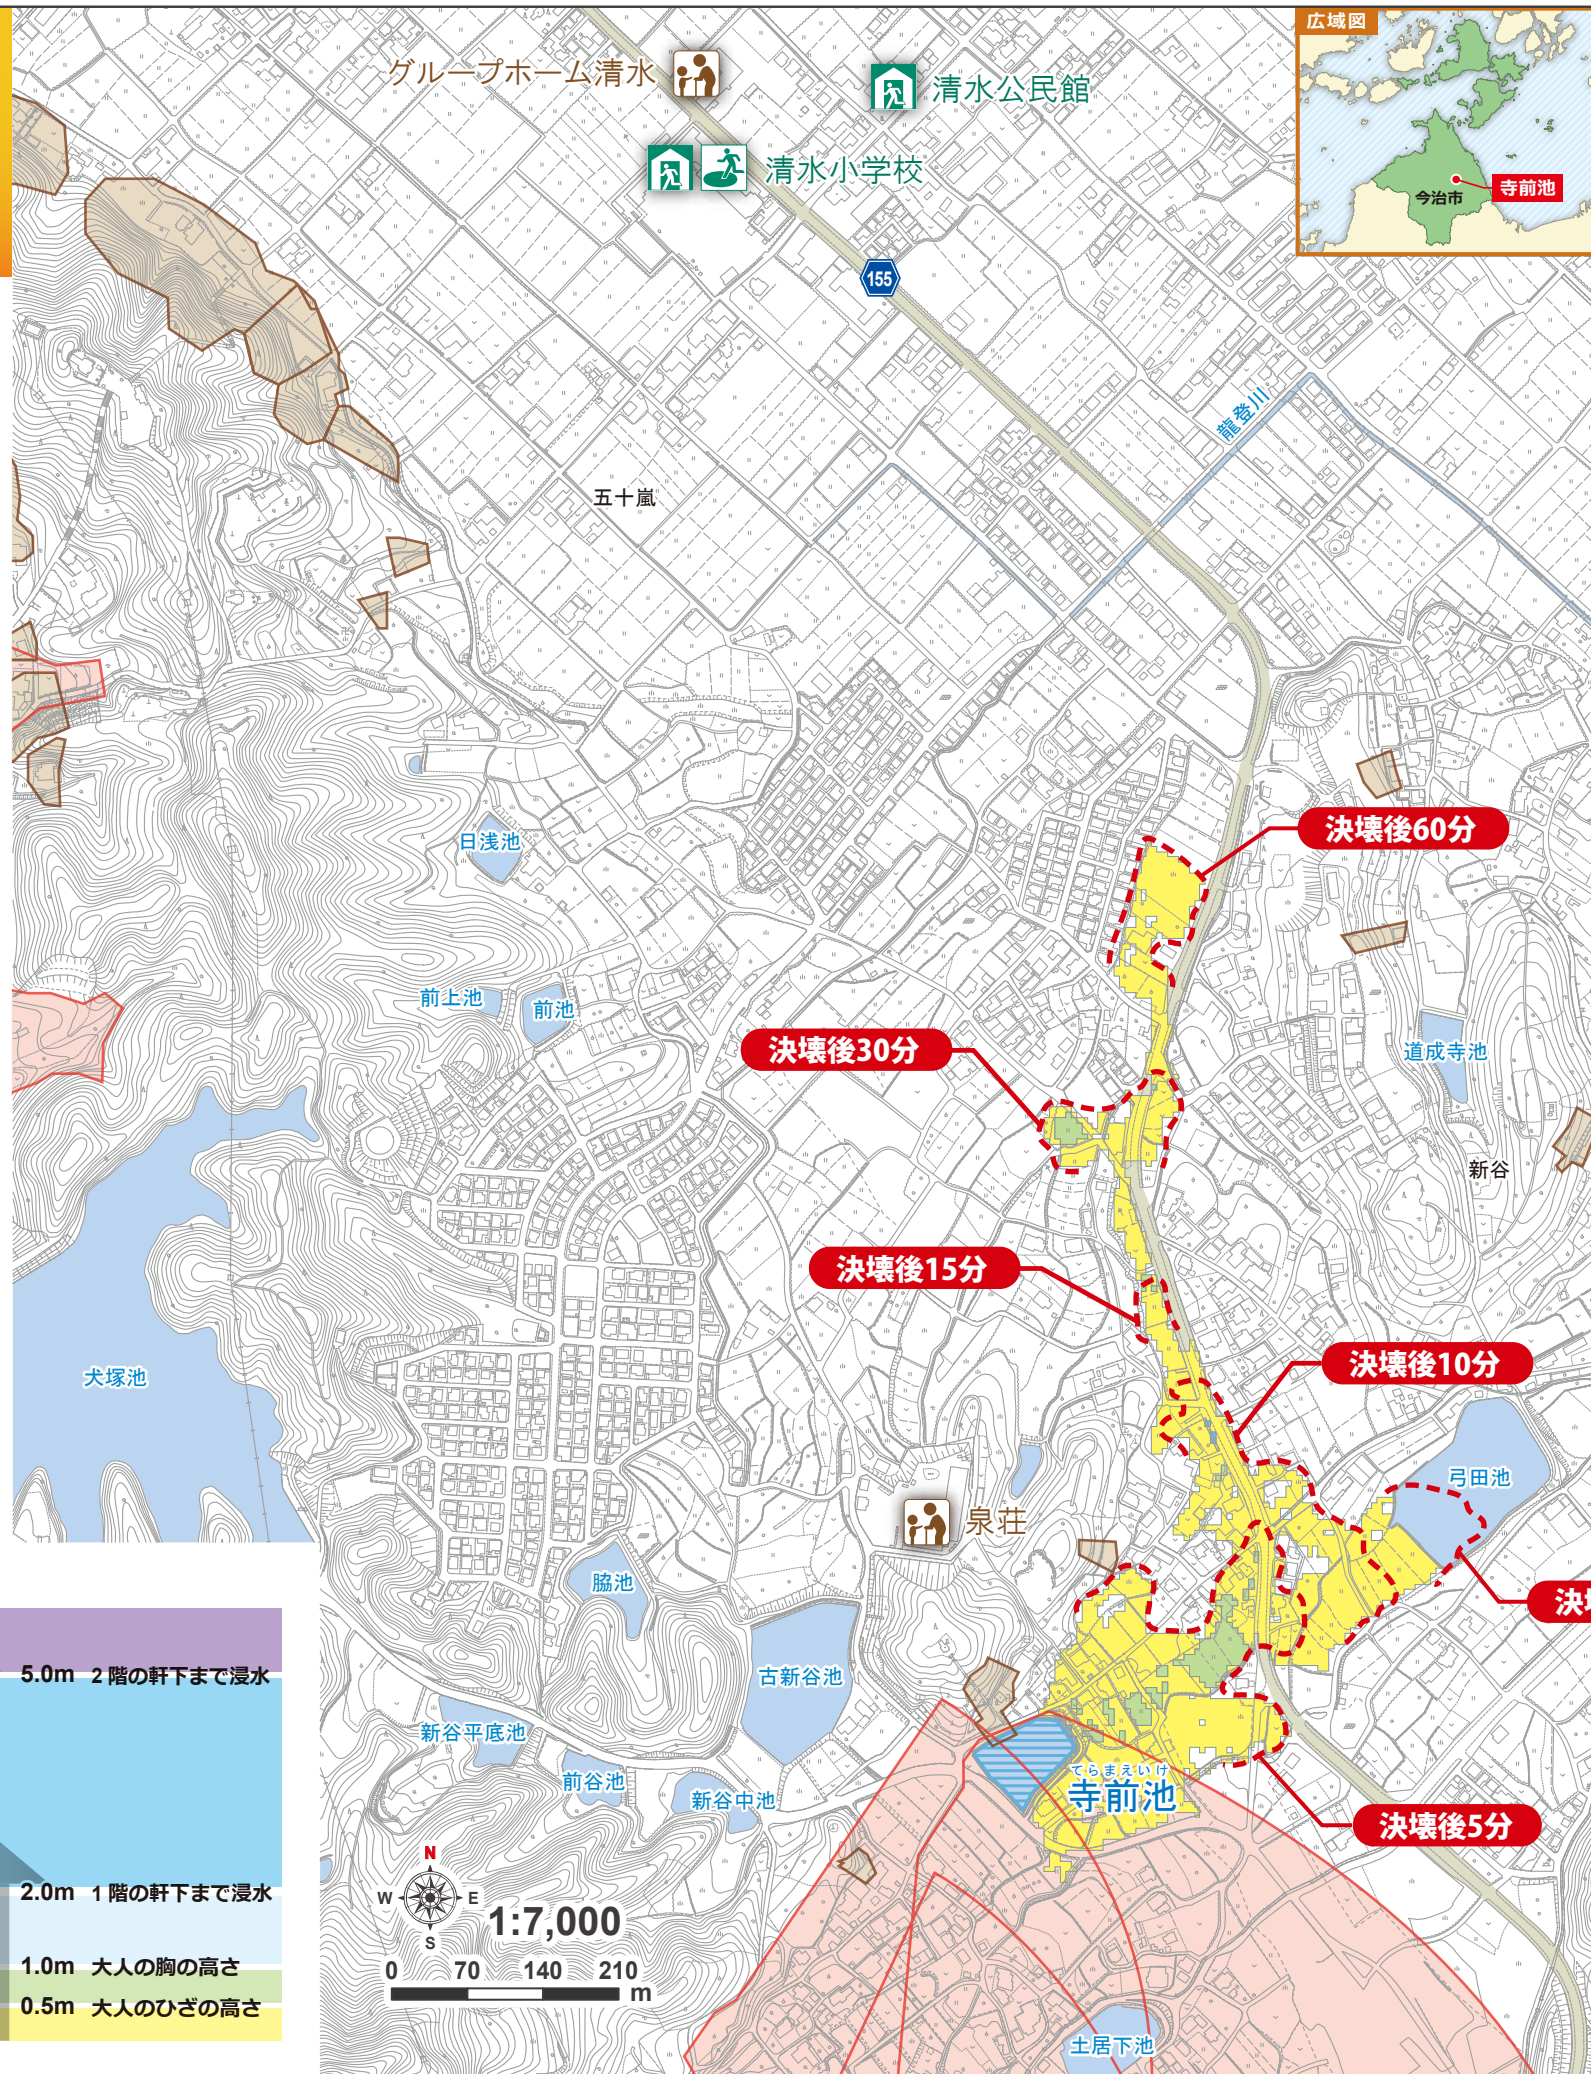 広域図
今治市
寺前池
グループホーム清水
清水公民館
清水小学校
155
龍登川
五十嵐
日浅池
決壊後60分
前上池
前池
決壊後30分
道成寺池
新谷
決壊後15分
決壊後10分
犬塚池
弓田池
泉荘
脇池
決壊
古新谷池
新谷平底池
前谷池
新谷中池
てらまえいけ
寺前池
決壊後5分
土居下池
5.0m 2階の軒下まで浸水
2.0m 1階の軒下まで浸水
1.0m 大人の胸の高さ
0.5m 大人のひざの高さ
N
W E
S
1:7,000
0 70 140 210
m